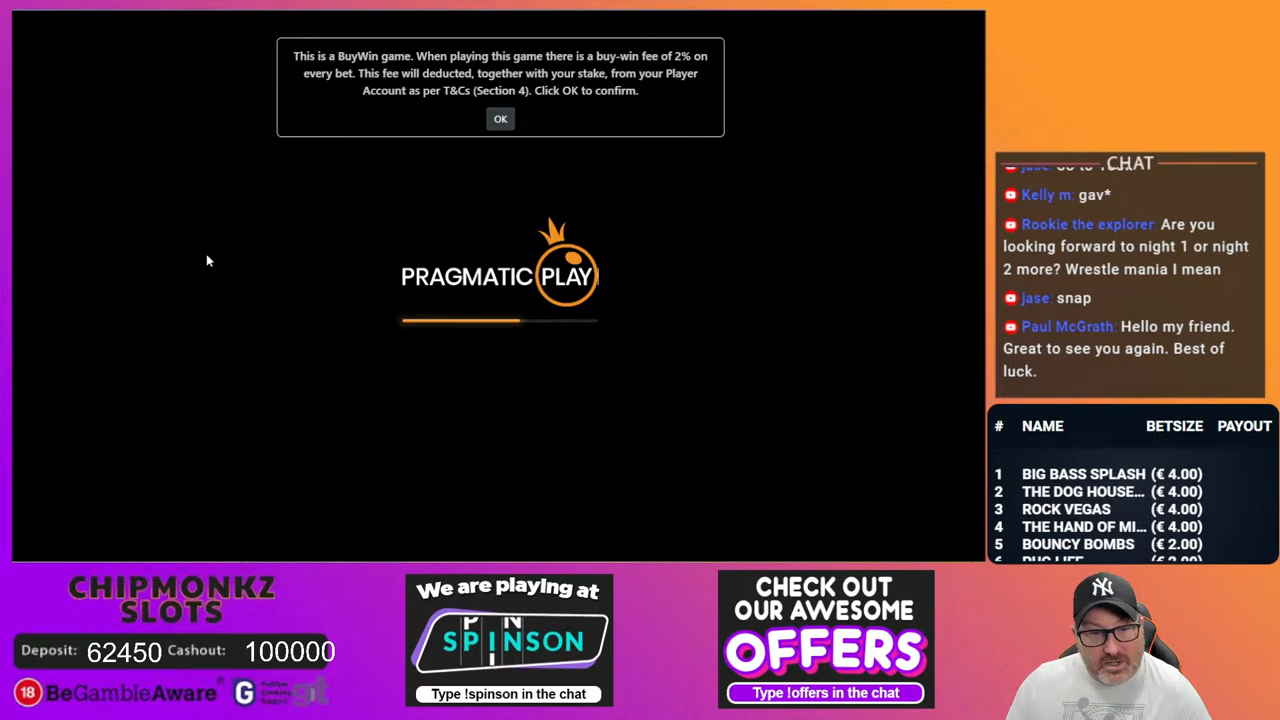 This is a BuyWin game. When playing this game there is a buy-win fee of 2% on
every bet. This fee will deducted, together with your stake, from your Player
Account as per T&Cs (Section 4). Click OK to confirm.
OK
PRAGMATIC PLAY
CHAT
Kelly m: gav*
Rookie the explorer: Are you
looking forward to night 1 or night
2 more? Wrestle mania I mean
jase: snap
Paul McGrath: Hello my friend.
Great to see you again. Best of
luck.
# NAME BETSIZE PAYOUT
1 BIG BASS SPLASH (€ 4.00)
2 THE DOG HOUSE... (€ 4.00)
3 ROCK VEGAS (€ 4.00)
4 THE HAND OF MI... (€ 4.00)
5 BOUNCY BOMBS (€ 2.00)
CHIPMONKZ
SLOTS
Deposit: 62450 Cashout: 100000
18 BeGambleAware
We are playing at
SPINSON
Type !spinson in the chat
CHECK OUT
OUR AWESOME
OFFERS
Type !offers in the chat